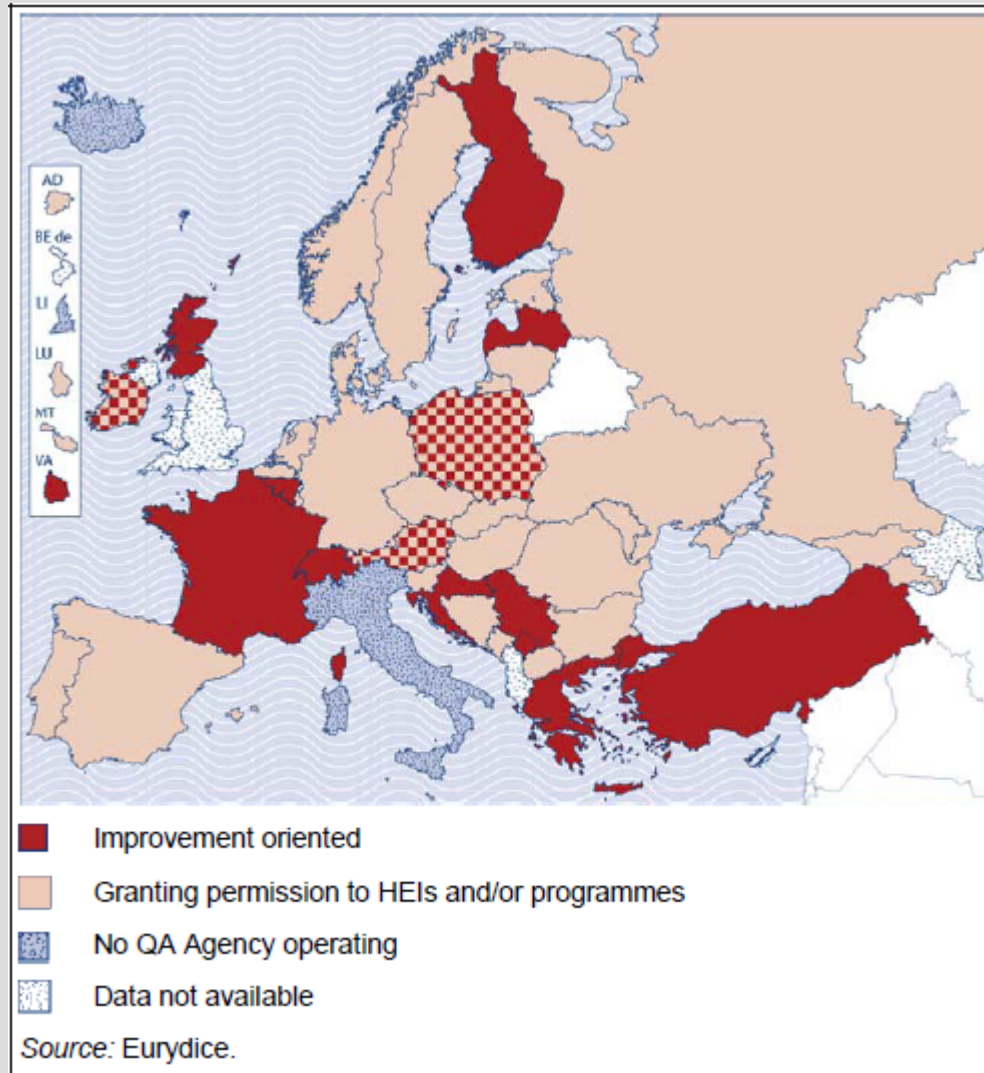 AD
BE de
LI
LU
MT
VA
Improvement oriented
Granting permission to HEIs and/or programmes
No QA Agency operating
Data not available
Source: Eurydice.